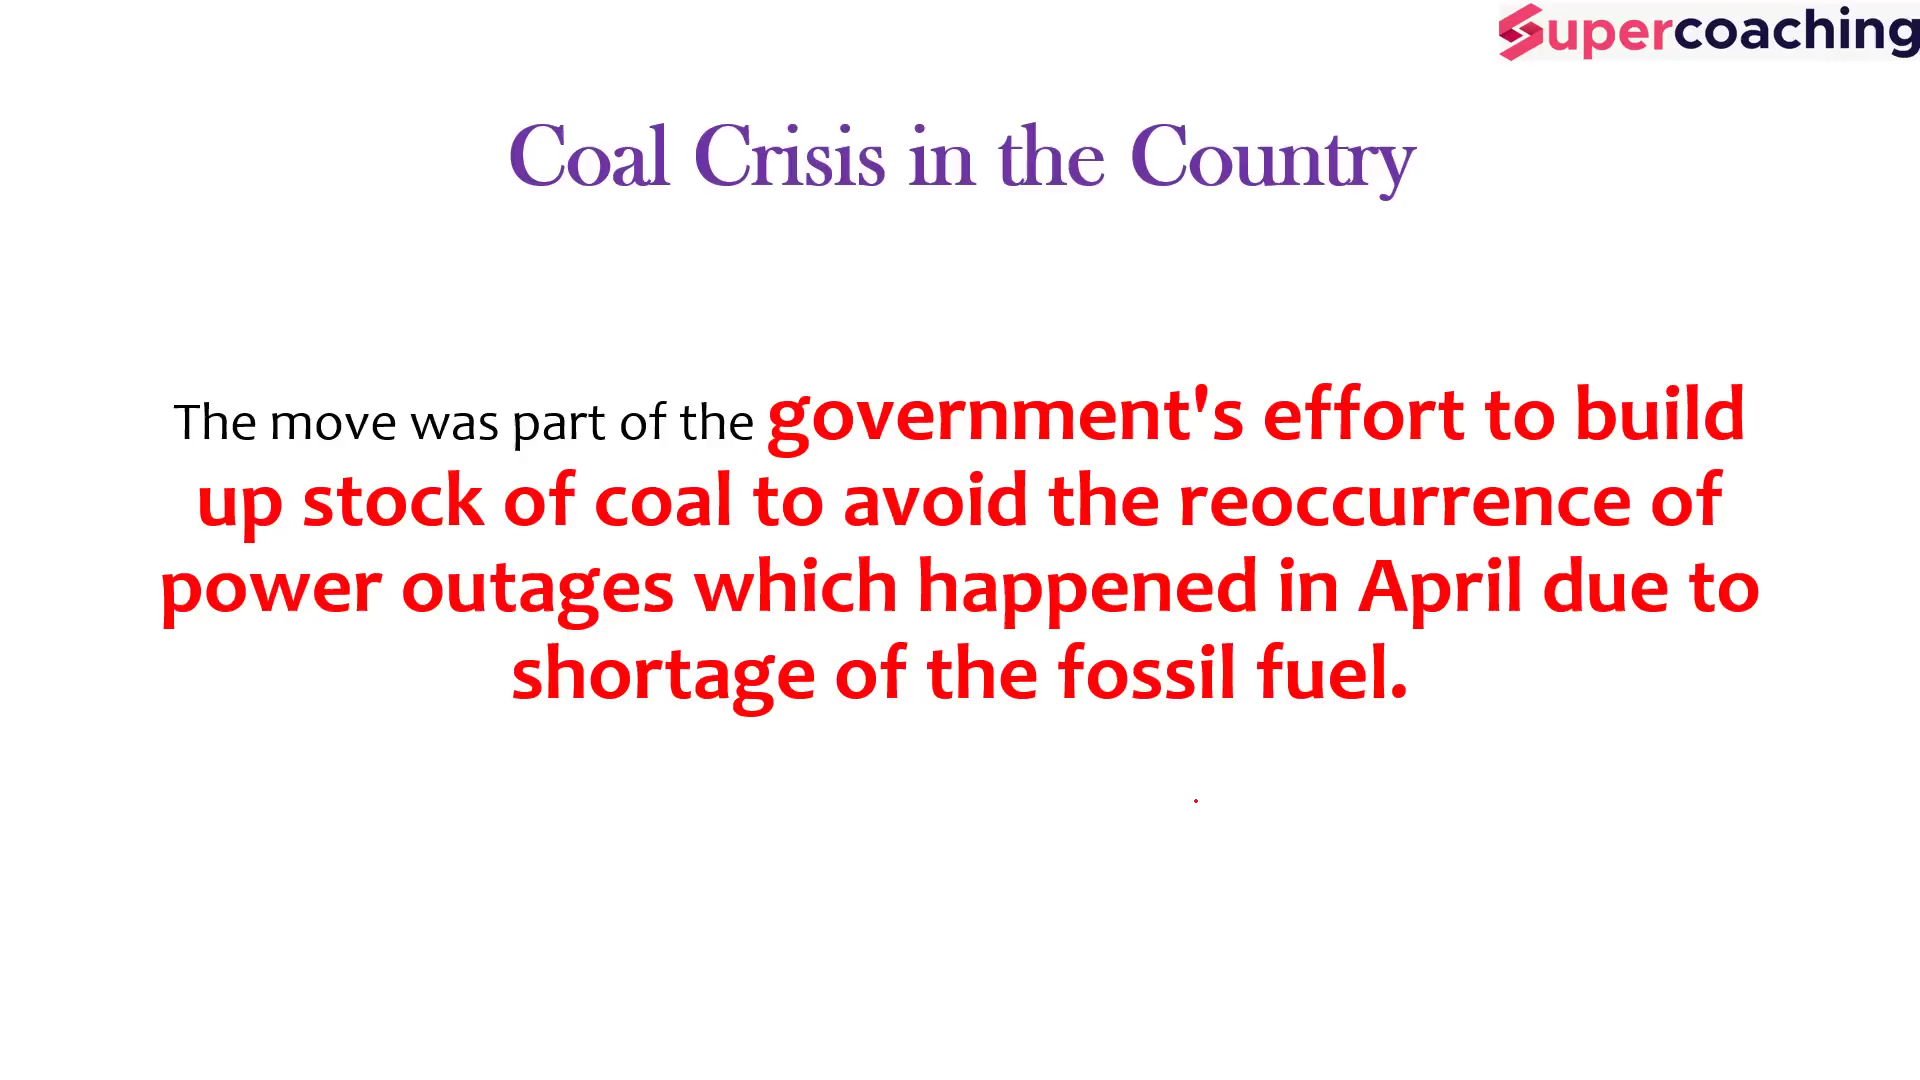 Supercoaching
Coal Crisis in the Country
The move was part of the government's effort to build
up stock of coal to avoid the reoccurrence of
power outages which happened in April due to
shortage of the fossil fuel.